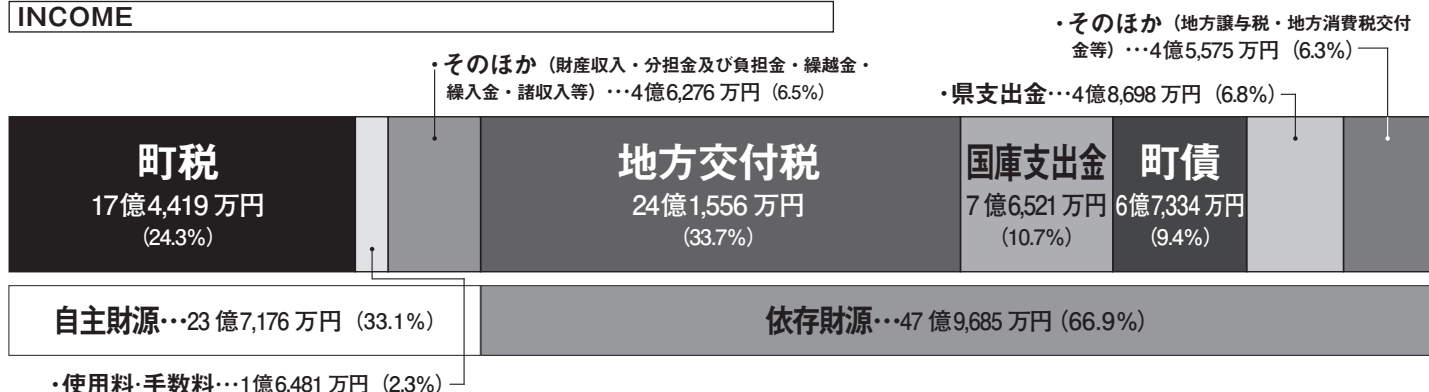 INCOME
・そのほか（地方譲与税・地方消費税交付
金等）…4億5,575万円（6.3%）
・そのほか（財産収入・分担金及び負担金・繰越金・
繰入金・諸収入等）…4億6,276万円（6.5%）
・県支出金…4億8,698万円（6.8%）
町税
17億4,419万円
（24.3%）
地方交付税
24億1,556万円
（33.7%）
国庫支出金
7億6,521万円
（10.7%）
町債
6億7,334万円
（9.4%）
自主財源…23億7,176万円（33.1%）
依存財源…47億9,685万円（66.9%）
・使用料・手数料…1億6,481万円（2.3%）